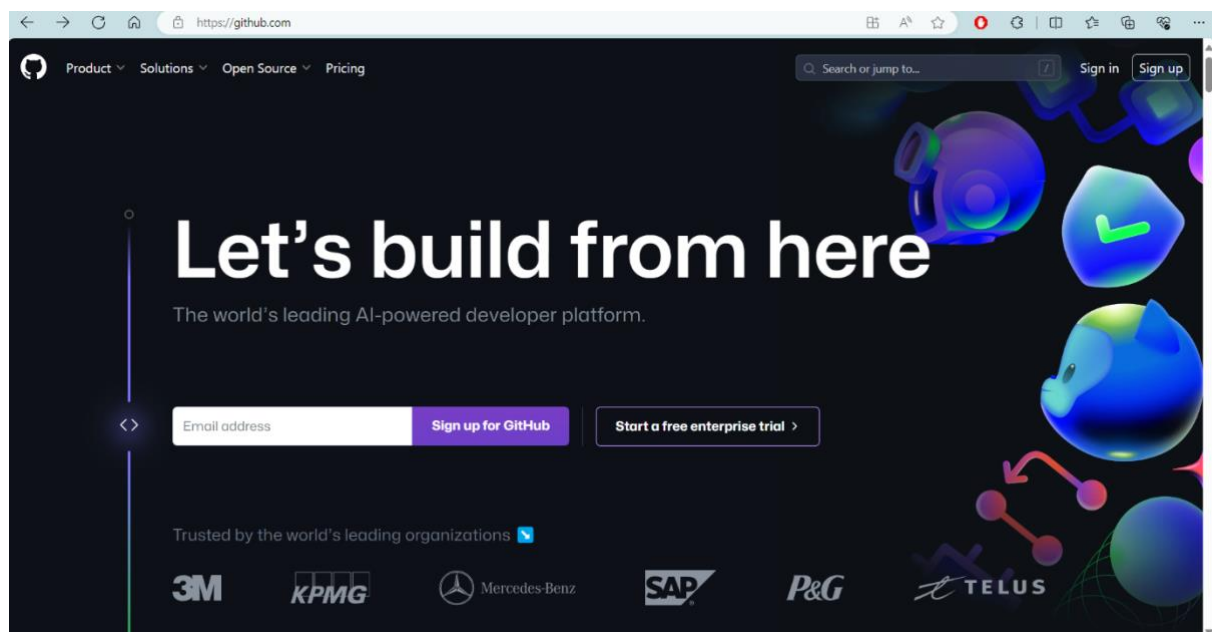 https://github.com
Product Solutions Open Source Pricing Search or jump to... / Sign in Sign up
Let's build from here
The world's leading AI-powered developer platform.
Email address Sign up for GitHub Start a free enterprise trial >
Trusted by the world's leading organizations ↘
3M KPMG Mercedes-Benz SAP P&G TELUS